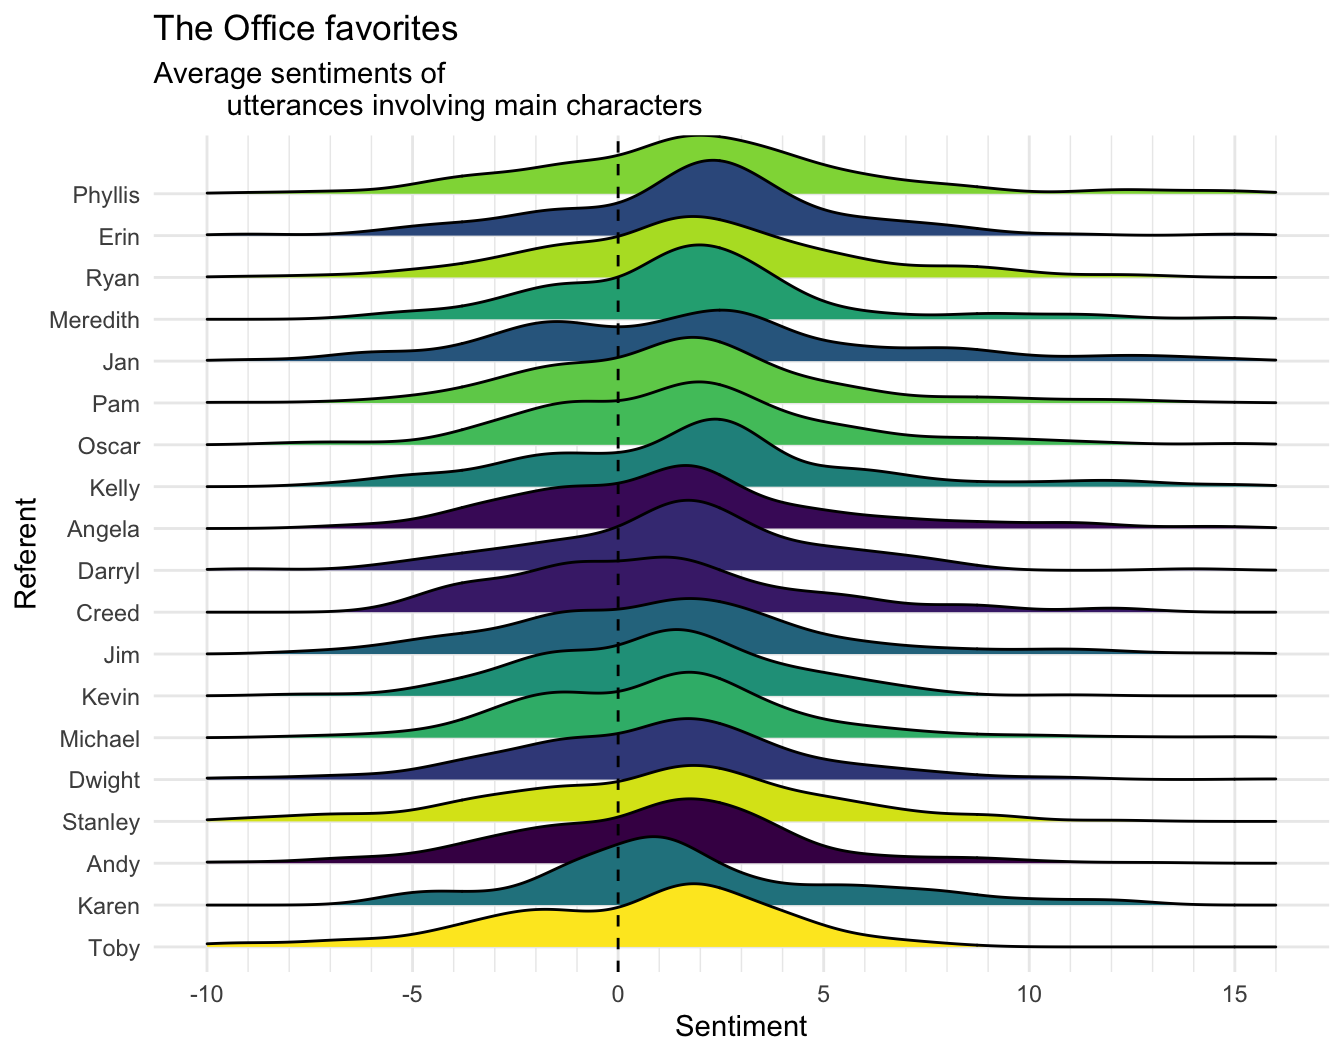 The Office favorites
Average sentiments of
utterances involving main characters
Phyllis
Erin
Ryan
Meredith
Jan
Pam
Oscar
Kelly
Angela
Darryl
Creed
Jim
Kevin
Michael
Dwight
Stanley
Andy
Karen
Toby
Referent
-10 -5 0 5 10 15
Sentiment